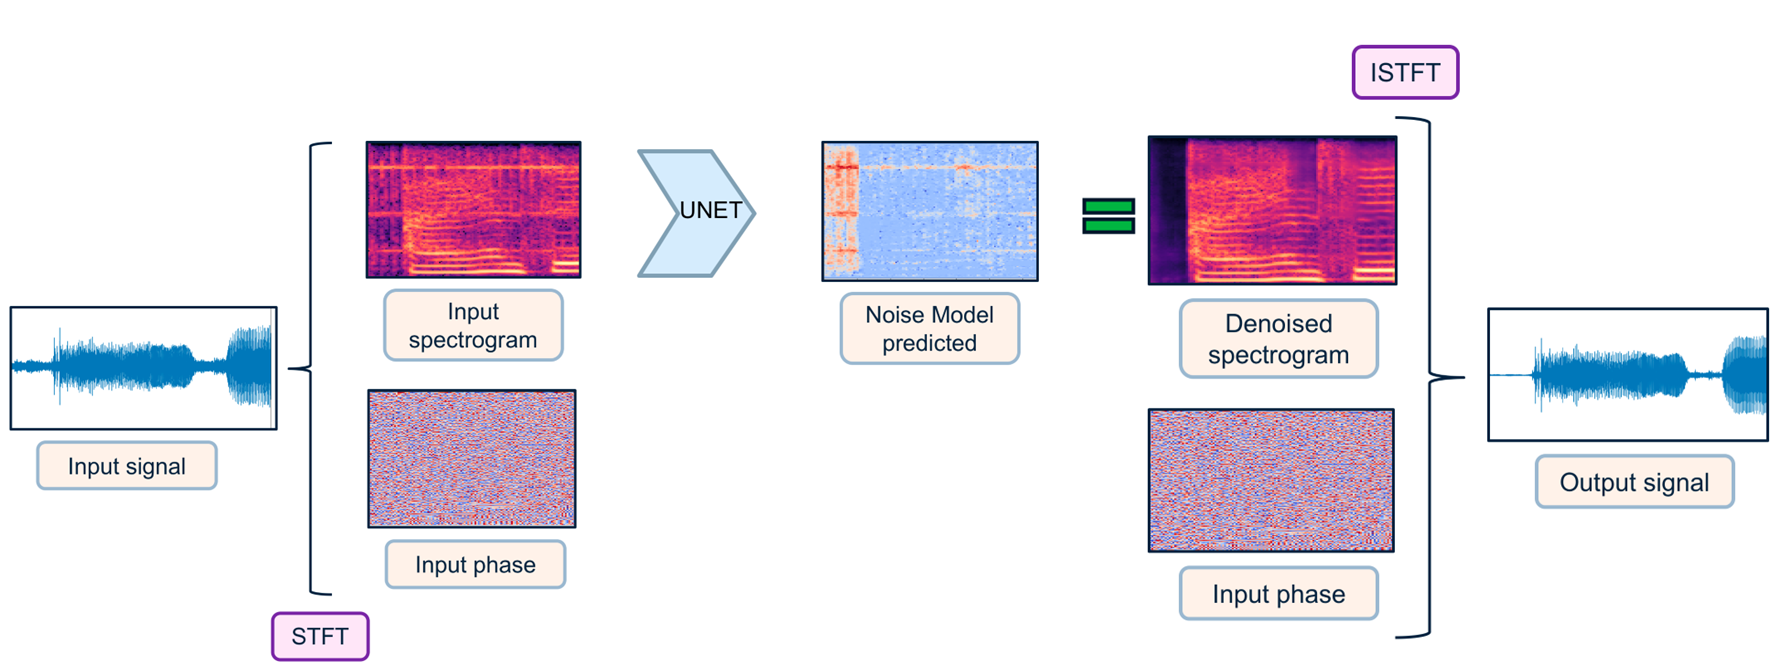 Input signal
STFT
Input
spectrogram
Input phase
UNET
Noise Model
predicted
Denoised
spectrogram
Input phase
ISTFT
Output signal